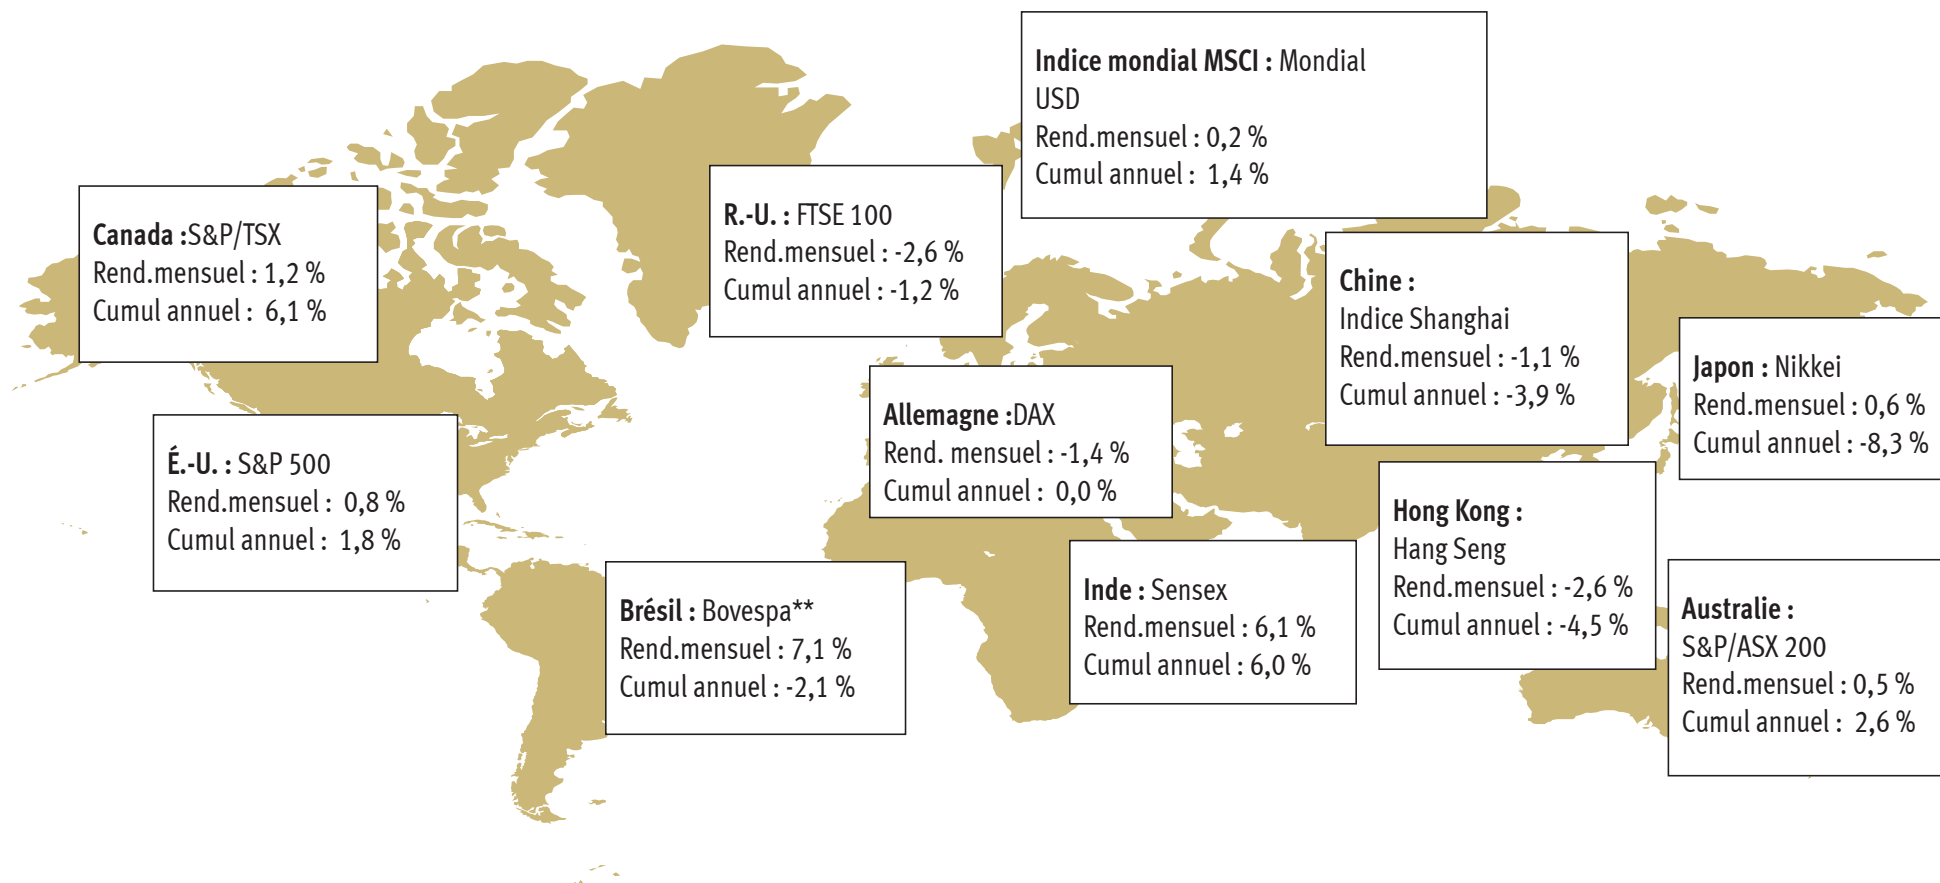 Indice mondial MSCI : Mondial
USD
Rend.mensuel : 0,2 %
Cumul annuel : 1,4 %
Canada :S&P/TSX
Rend.mensuel : 1,2 %
Cumul annuel : 6,1 %
R.-U. : FTSE 100
Rend.mensuel : -2,6 %
Cumul annuel : -1,2 %
Chine :
Indice Shanghai
Rend.mensuel : -1,1 %
Cumul annuel : -3,9 %
Japon : Nikkei
Rend.mensuel : 0,6 %
Cumul annuel : -8,3 %
Allemagne :DAX
Rend. mensuel : -1,4 %
Cumul annuel : 0,0 %
É.-U. : S&P 500
Rend.mensuel : 0,8 %
Cumul annuel : 1,8 %
Hong Kong :
Hang Seng
Rend.mensuel : -2,6 %
Cumul annuel : -4,5 %
Brésil : Bovespa**
Rend.mensuel : 7,1 %
Cumul annuel : -2,1 %
Inde : Sensex
Rend.mensuel : 6,1 %
Cumul annuel : 6,0 %
Australie :
S&P/ASX 200
Rend.mensuel : 0,5 %
Cumul annuel : 2,6 %